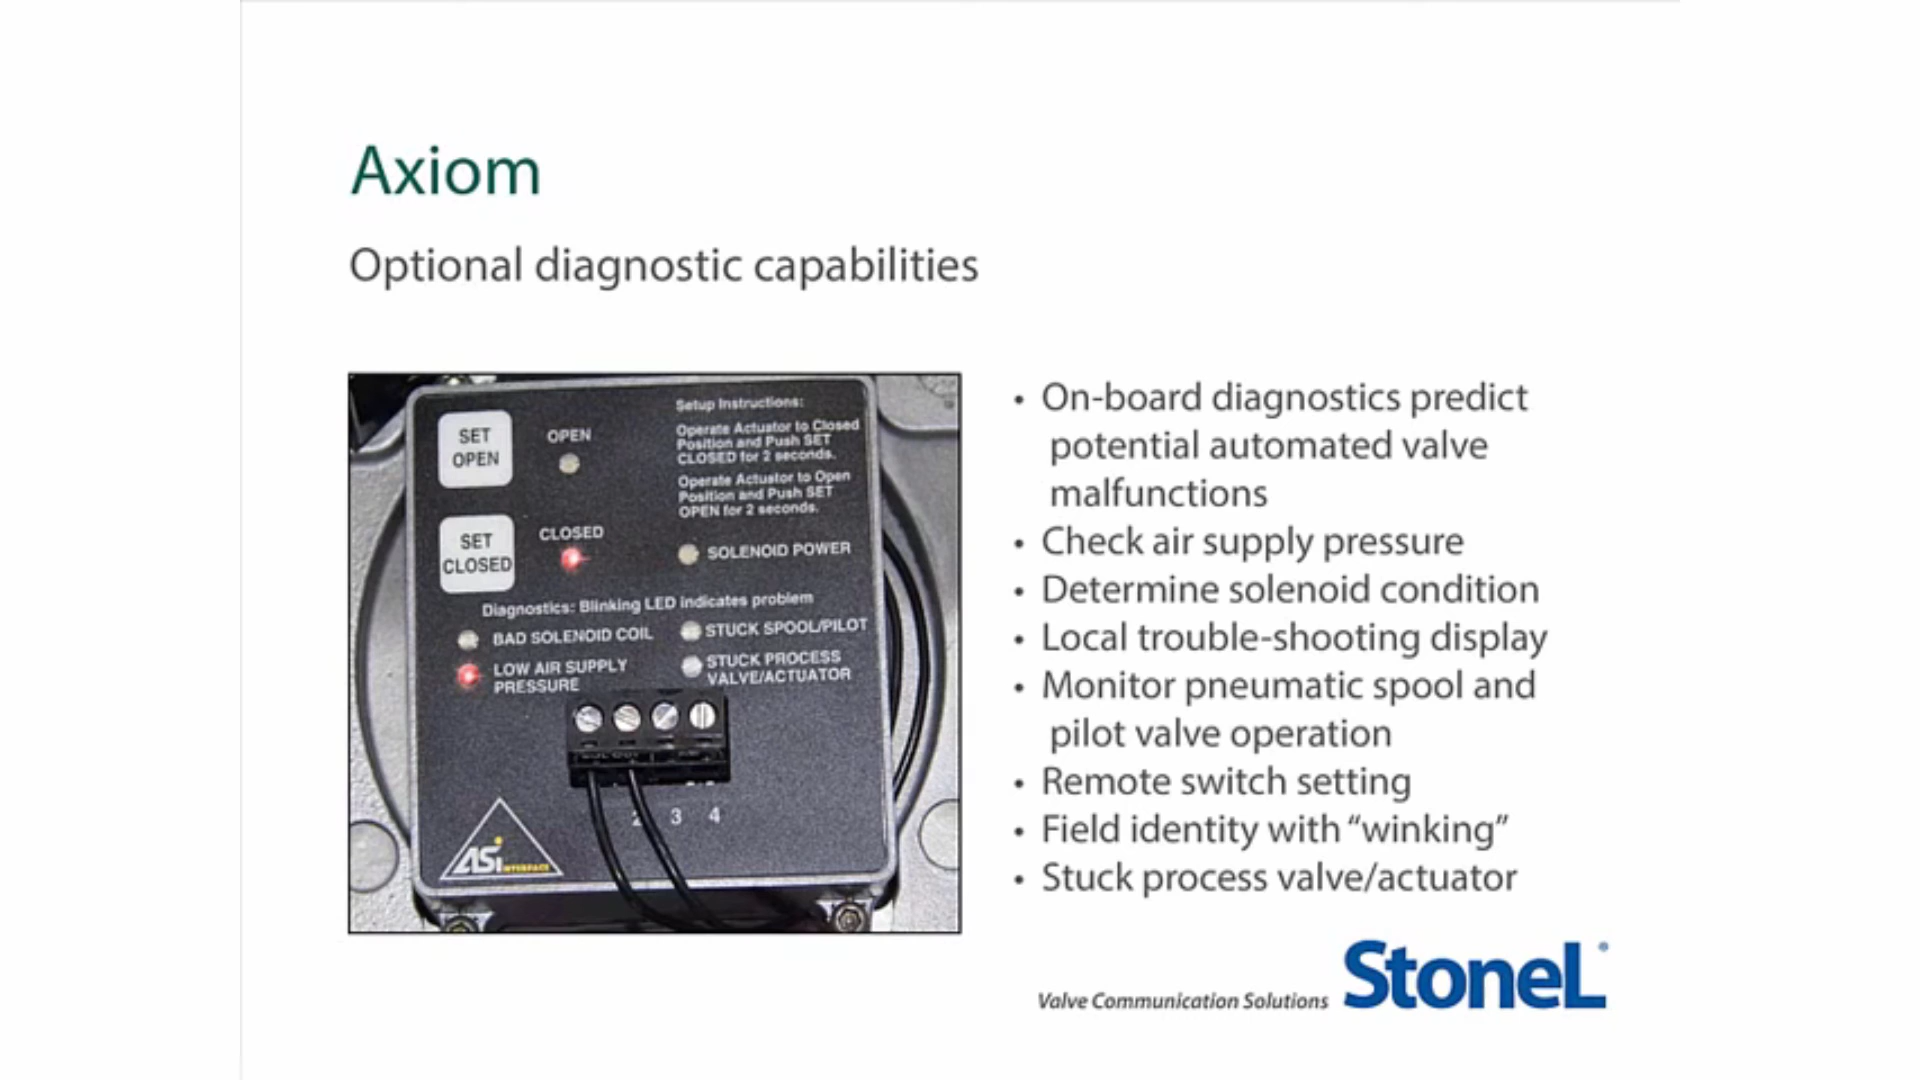 Axiom
Optional diagnostic capabilities
SET
OPEN
OPEN
Setup Instructions:
Operate Actuator to Closed
Position and Push SET
CLOSED for 2 seconds.
Operate Actuator to Open
Position and Push SET
OPEN for 2 seconds.
SET
CLOSED
CLOSED
SOLENOID POWER
Diagnostics: Blinking LED indicates problem
BAD SOLENOID COIL
STUCK SPOOL/PILOT
LOW AIR SUPPLY
PRESSURE
STUCK PROCESS
VALVE/ACTUATOR
2 3 4
ASi INTERFACE
• On-board diagnostics predict
potential automated valve
malfunctions
• Check air supply pressure
• Determine solenoid condition
• Local trouble-shooting display
• Monitor pneumatic spool and
pilot valve operation
• Remote switch setting
• Field identity with “winking”
• Stuck process valve/actuator
Valve Communication Solutions
StoneL®